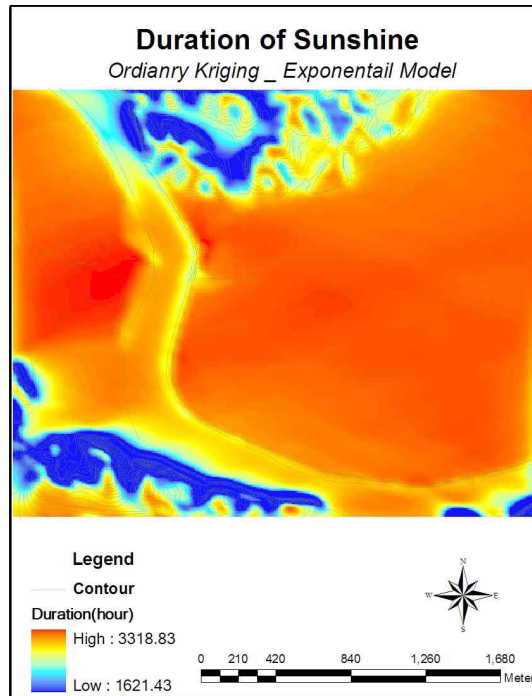 Duration of Sunshine
Ordianry Kriging _ Exponentail Model
Legend
Contour
Duration(hour)
High : 3318.83
Low : 1621.43
N
W E
S
0 210 420 840 1,260 1,680
Meter